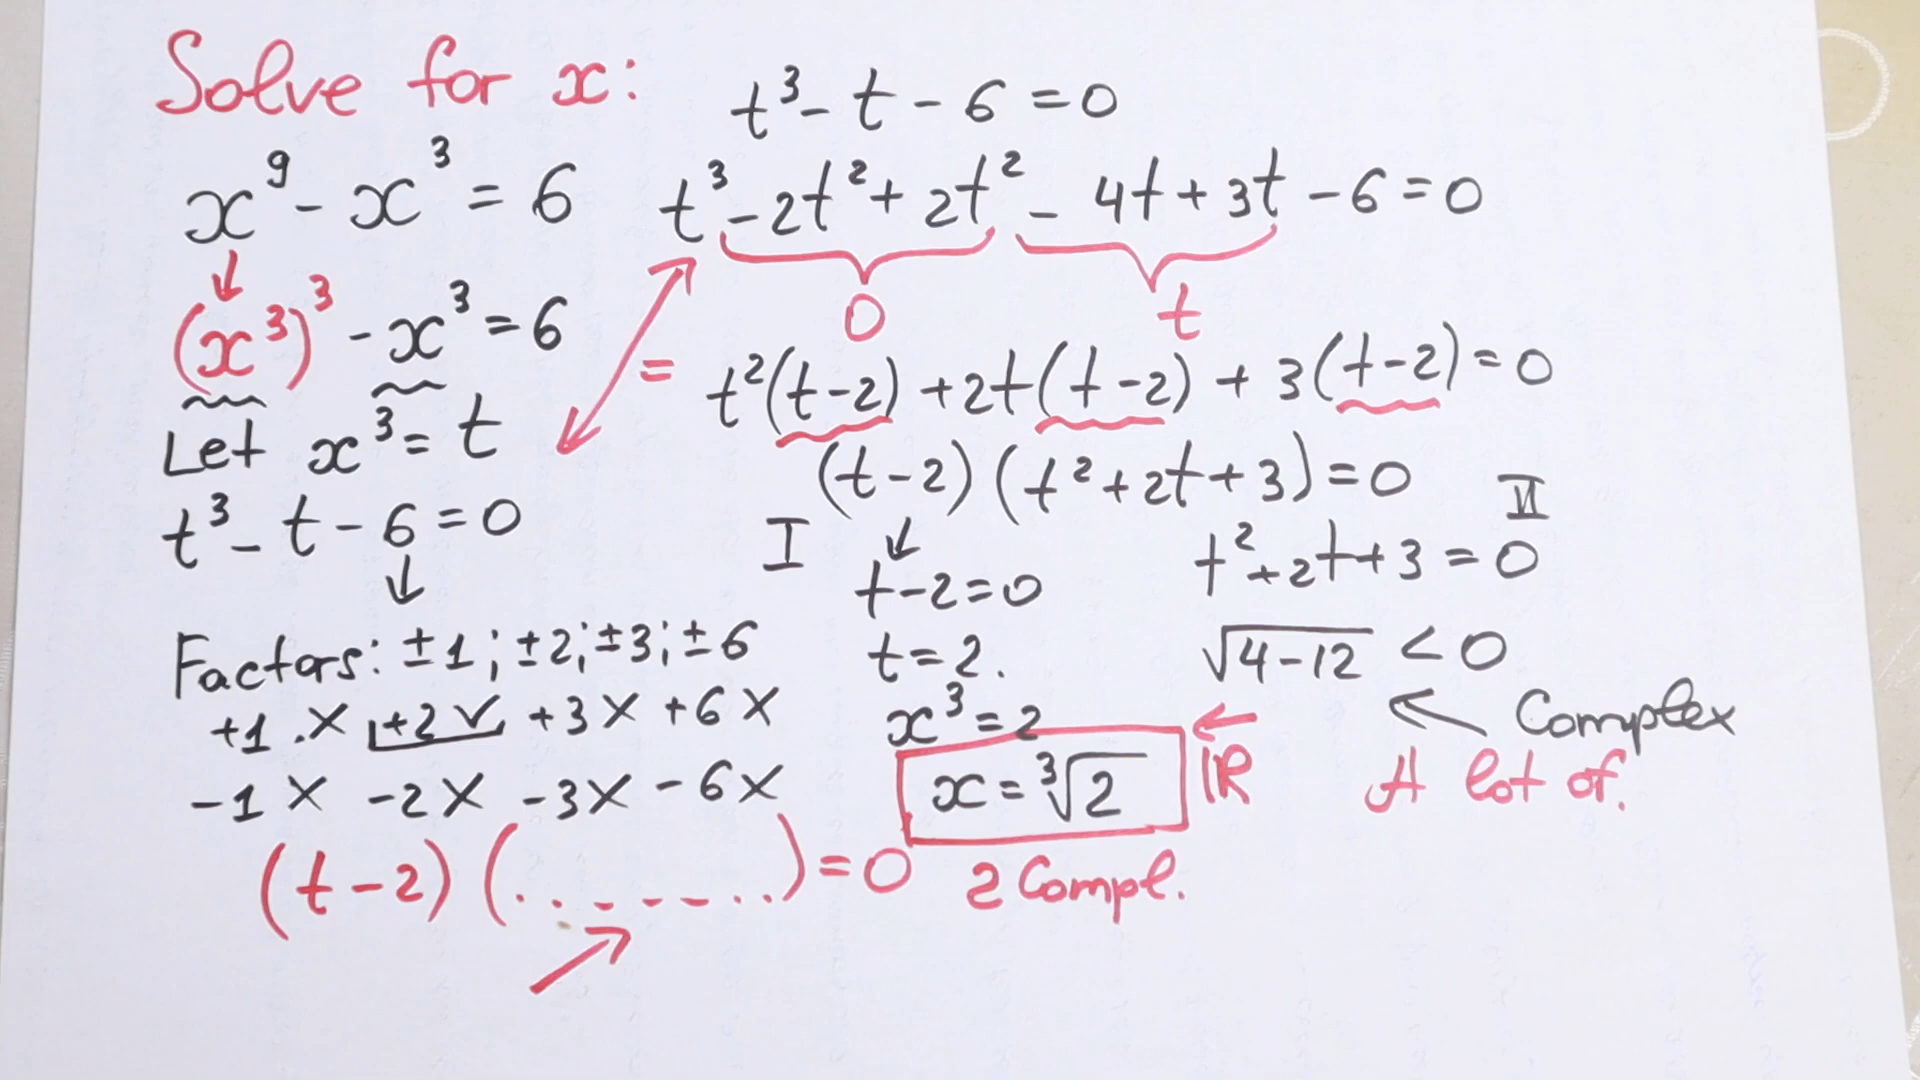 Solve for x:
x⁹ - x³ = 6
(x³)³ - x³ = 6
Let x³ = t
t³ - t - 6 = 0
Factors: ±1; ±2; ±3; ±6
+1 . X +2 ✓ +3 X +6 X
-1 X -2 X -3 X -6 X
(t-2) (. . - - - . .) = 0
t³ - t - 6 = 0
t³ - 2t² + 2t² - 4t + 3t - 6 = 0
0 t
= t²(t-2) + 2t(t-2) + 3(t-2) = 0
(t-2) (t² + 2t + 3) = 0
I
t-2=0
t=2.
x³=2
x = ³√2
IR
2 Compl.
II
t² + 2t + 3 = 0
√4-12 < 0
Complex
A lot of.